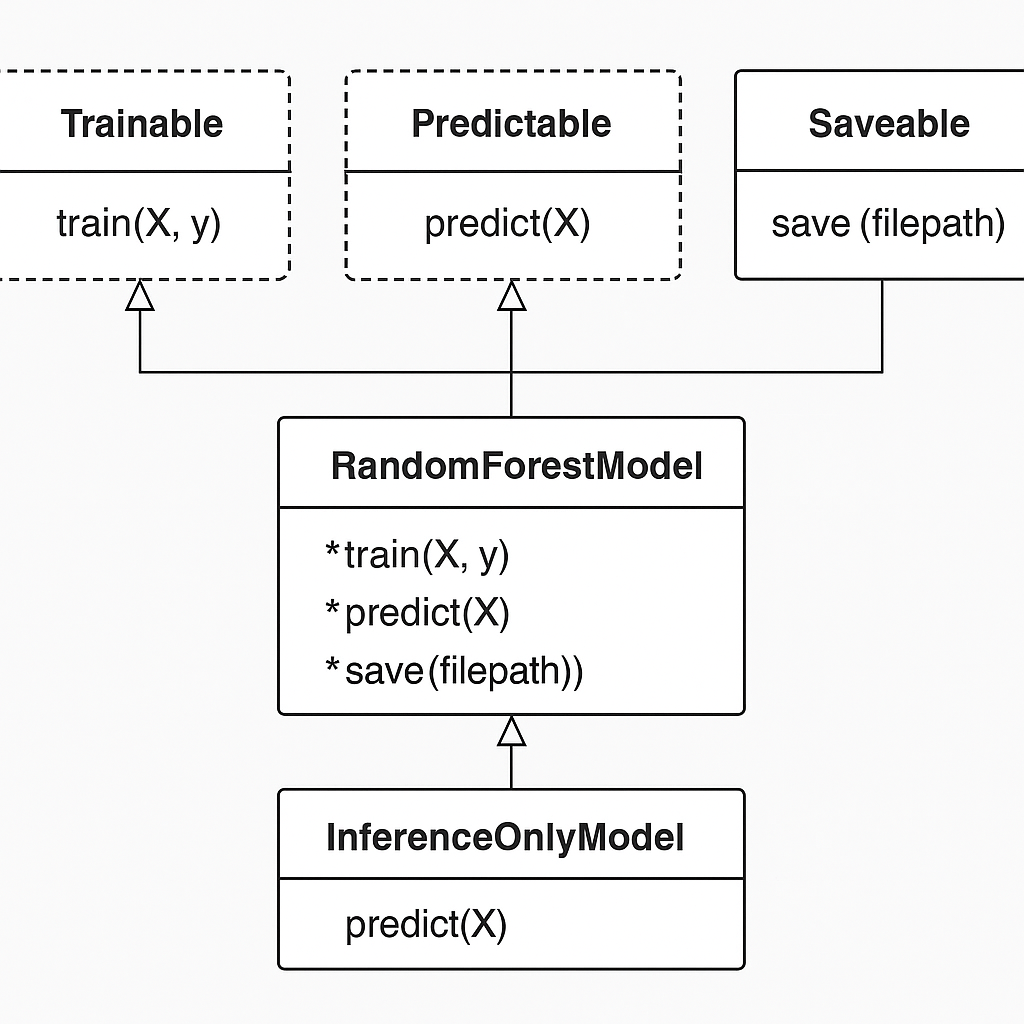 Trainable
train(X, y)
Predictable
predict(X)
Saveable
save (filepath)
RandomForestModel
*train(X, y)
*predict(X)
*save(filepath))
InferenceOnlyModel
predict(X)